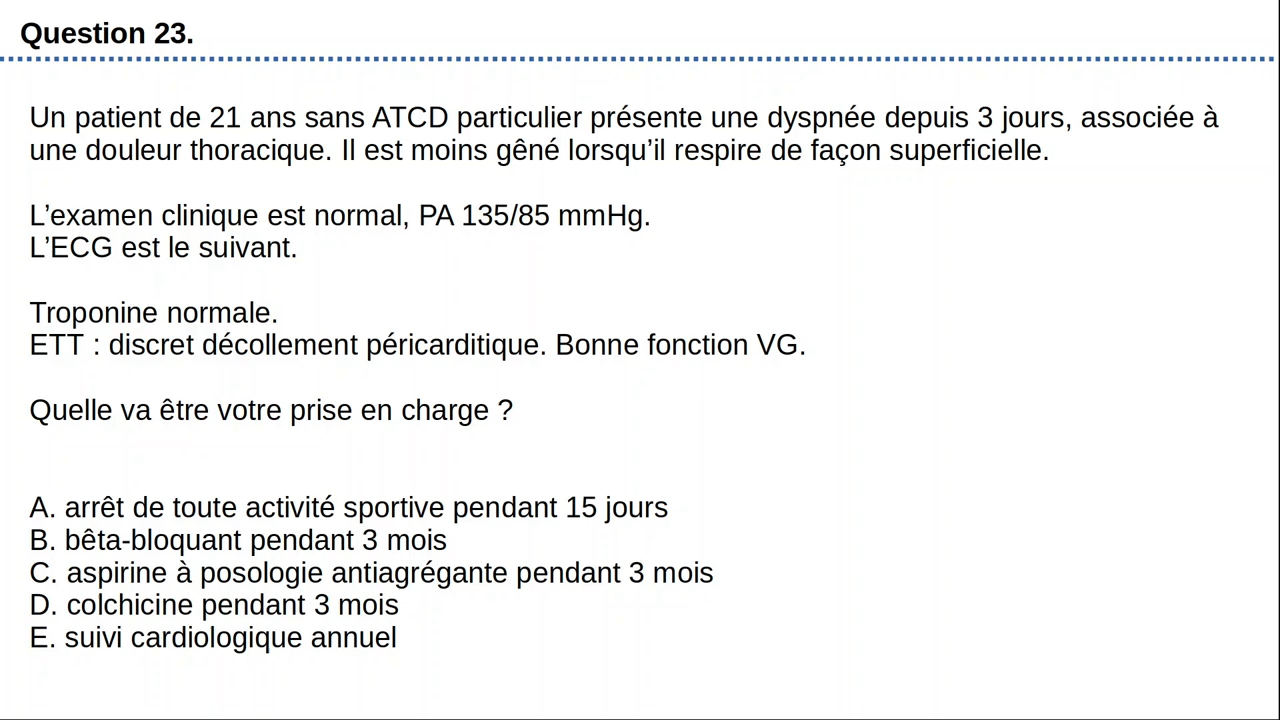 Question 23.
Un patient de 21 ans sans ATCD particulier présente une dyspnée depuis 3 jours, associée à
une douleur thoracique. Il est moins gêné lorsqu’il respire de façon superficielle.
L’examen clinique est normal, PA 135/85 mmHg.
L’ECG est le suivant.
Troponine normale.
ETT : discret décollement péricarditique. Bonne fonction VG.
Quelle va être votre prise en charge ?
A. arrêt de toute activité sportive pendant 15 jours
B. bêta-bloquant pendant 3 mois
C. aspirine à posologie antiagrégante pendant 3 mois
D. colchicine pendant 3 mois
E. suivi cardiologique annuel